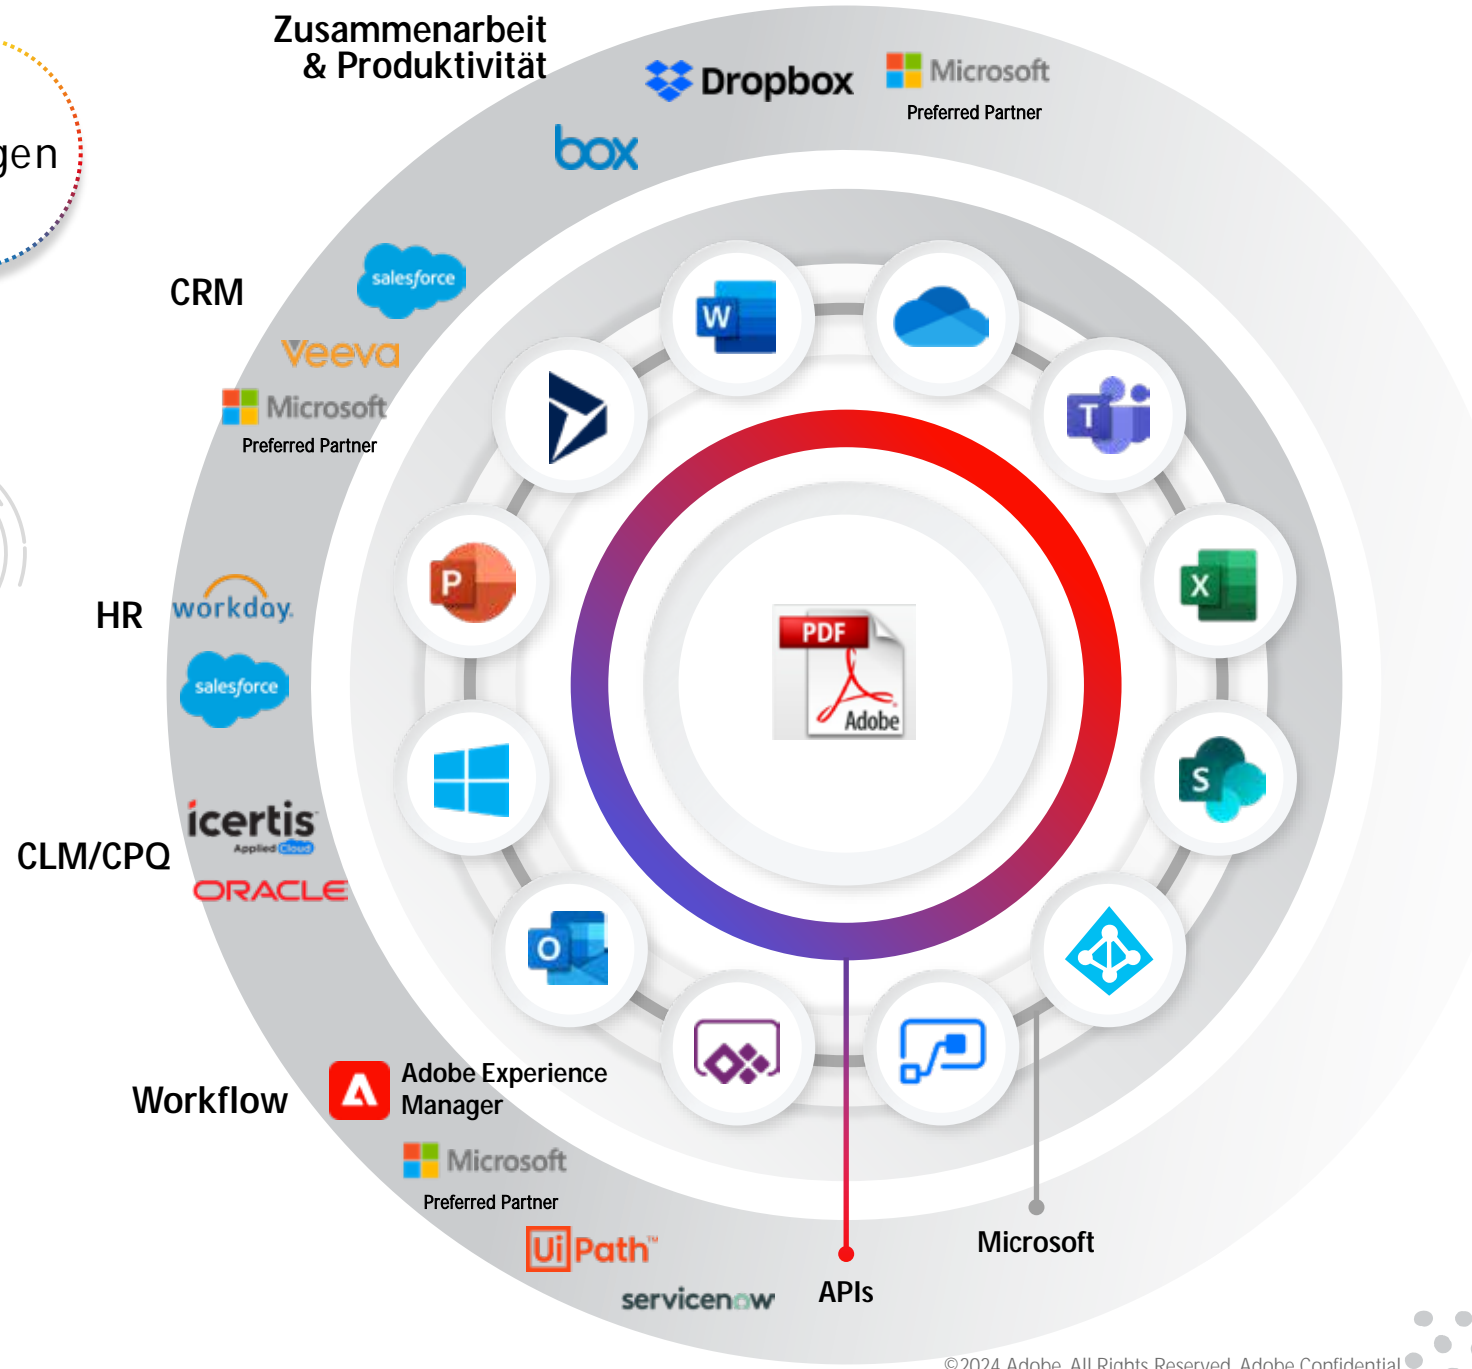 Zusammenarbeit
& Produktivität
Dropbox
Microsoft
Preferred Partner
box
gen
CRM
salesforce
veeva
Microsoft
Preferred Partner
W
T
P
X
PDF
Adobe
HR
workday.
salesforce
S
icertis
Applied Cloud
CLM/CPQ
ORACLE
O
Workflow
Adobe Experience
Manager
Microsoft
Preferred Partner
UiPath™
servicenow
APIs
Microsoft
©2024 Adobe. All Rights Reserved. Adobe Confidential